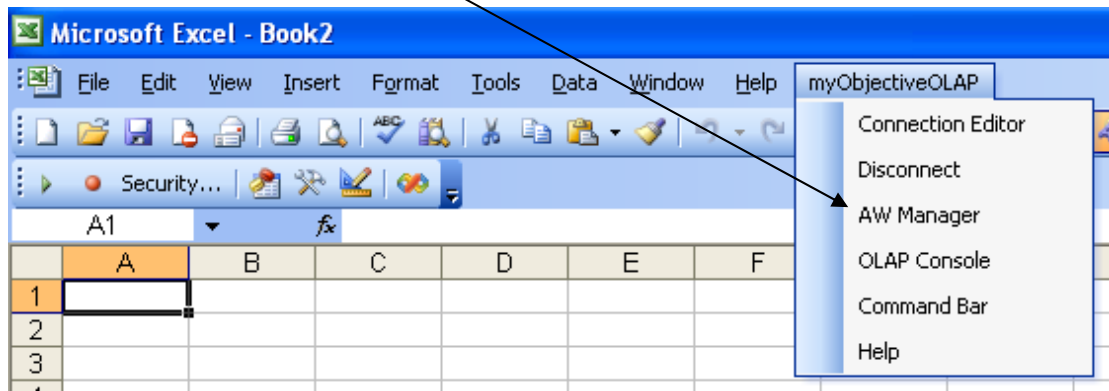 Microsoft Excel - Book2
File Edit View Insert Format Tools Data Window Help myObjectiveOLAP
Connection Editor
ABC
Disconnect
Security...
AW Manager
A1 fx
OLAP Console
A B C D E F
Command Bar
1
2
Help
3